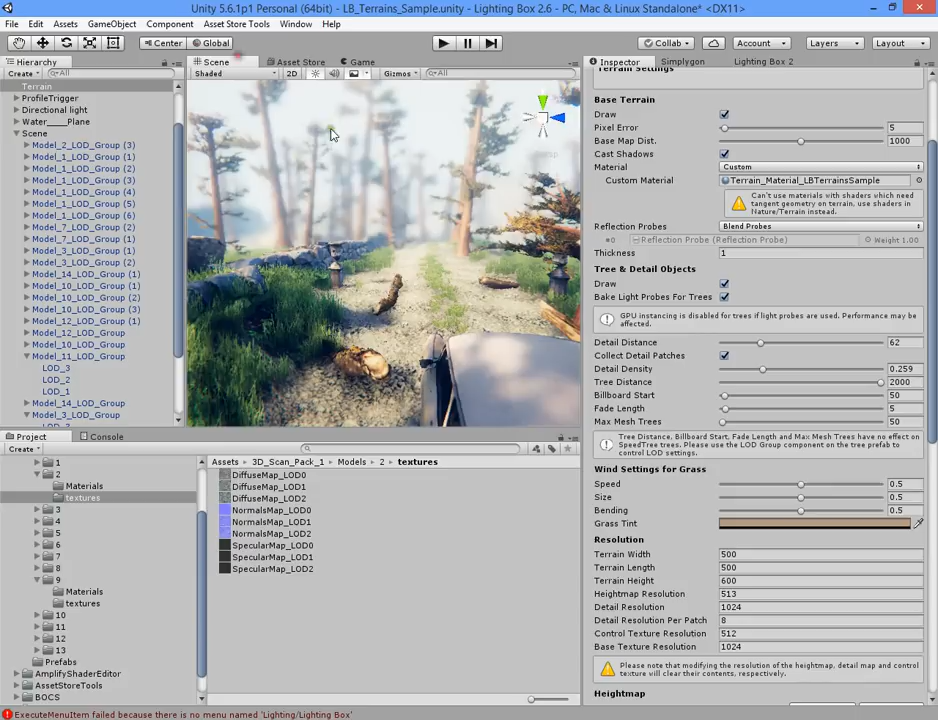 Unity 5.6.1p1 Personal (64bit) - LB_Terrains_Sample.unity - Lighting Box 2.6 - PC, Mac & Linux Standalone* <DX11>
File Edit Assets GameObject Component Asset Store Tools Window Help
Center Global Collab Account Layers Layout
Hierarchy Scene Asset Store Game Inspector Simplygon Lighting Box 2
Create All Shaded 2D Gizmos All
Terrain
ProfileTrigger
Directional light
Water____Plane
Scene
Model_2_LOD_Group (3)
Model_1_LOD_Group (1)
Model_1_LOD_Group (2)
Model_1_LOD_Group (3)
Model_1_LOD_Group (4)
Model_1_LOD_Group (5)
Model_1_LOD_Group (6)
Model_7_LOD_Group (2)
Model_7_LOD_Group (1)
Model_3_LOD_Group (1)
Model_3_LOD_Group (2)
Model_14_LOD_Group (1)
Model_10_LOD_Group (1)
Model_10_LOD_Group (2)
Model_10_LOD_Group (3)
Model_12_LOD_Group (1)
Model_12_LOD_Group
Model_10_LOD_Group
Model_11_LOD_Group
LOD_3
LOD_2
LOD_1
Model_14_LOD_Group
Model_3_LOD_Group
Terrain Settings
Base Terrain
Draw
Pixel Error 5
Base Map Dist. 1000
Cast Shadows
Material Custom
Custom Material Terrain_Material_LBTerrainsSample
Can't use materials with shaders which need
tangent geometry on terrain, use shaders in
Nature/Terrain instead.
Reflection Probes Blend Probes
#0 Reflection Probe (Reflection Probe) Weight 1.00
Thickness 1
Tree & Detail Objects
Draw
Bake Light Probes For Trees
GPU instancing is disabled for trees if light probes are used. Performance may be
affected.
Detail Distance 62
Collect Detail Patches
Detail Density 0.259
Tree Distance 2000
Billboard Start 50
Fade Length 5
Max Mesh Trees 50
Tree Distance, Billboard Start, Fade Length and Max Mesh Trees have no effect on
SpeedTree trees. Please use the LOD Group component on the tree prefab to
control LOD settings.
Wind Settings for Grass
Speed 0.5
Size 0.5
Bending 0.5
Grass Tint
Resolution
Terrain Width 500
Terrain Length 500
Terrain Height 600
Heightmap Resolution 513
Detail Resolution 1024
Detail Resolution Per Patch 8
Control Texture Resolution 512
Base Texture Resolution 1024
Please note that modifying the resolution of the heightmap, detail map and control
texture will clear their contents, respectively.
Heightmap
Project Console
Create
1
2
Materials
textures
3
4
5
6
7
8
9
Materials
textures
10
11
12
13
Prefabs
AmplifyShaderEditor
AssetStoreTools
BOCS
Assets 3D_Scan_Pack_1 Models 2 textures
DiffuseMap_LOD0
DiffuseMap_LOD1
DiffuseMap_LOD2
NormalsMap_LOD0
NormalsMap_LOD1
NormalsMap_LOD2
SpecularMap_LOD0
SpecularMap_LOD1
SpecularMap_LOD2
ExecuteMenuItem failed because there is no menu named 'Lighting/Lighting Box'